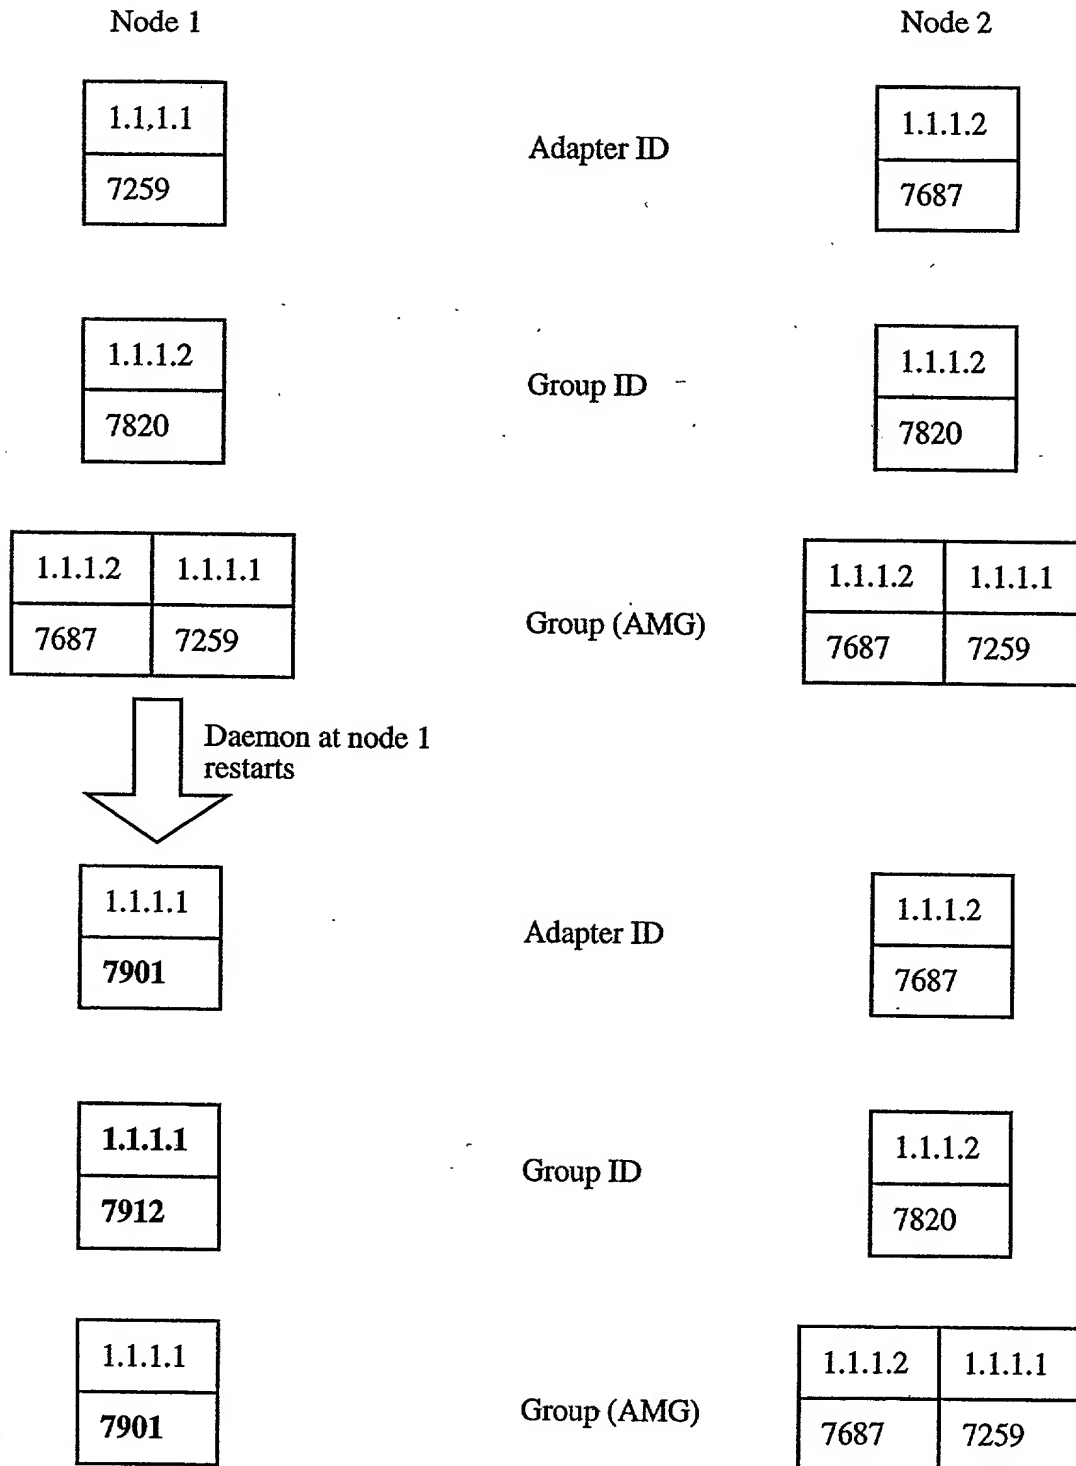 Node 1 Node 2
1.1,1.1 Adapter ID 1.1.1.2
7259 7687
1.1.1.2 Group ID 1.1.1.2
7820 7820
1.1.1.2 1.1.1.1 Group (AMG) 1.1.1.2 1.1.1.1
7687 7259 7687 7259
Daemon at node 1
restarts
1.1.1.1 Adapter ID 1.1.1.2
7901 7687
1.1.1.1 Group ID 1.1.1.2
7912 7820
1.1.1.1 Group (AMG) 1.1.1.2 1.1.1.1
7901 7687 7259